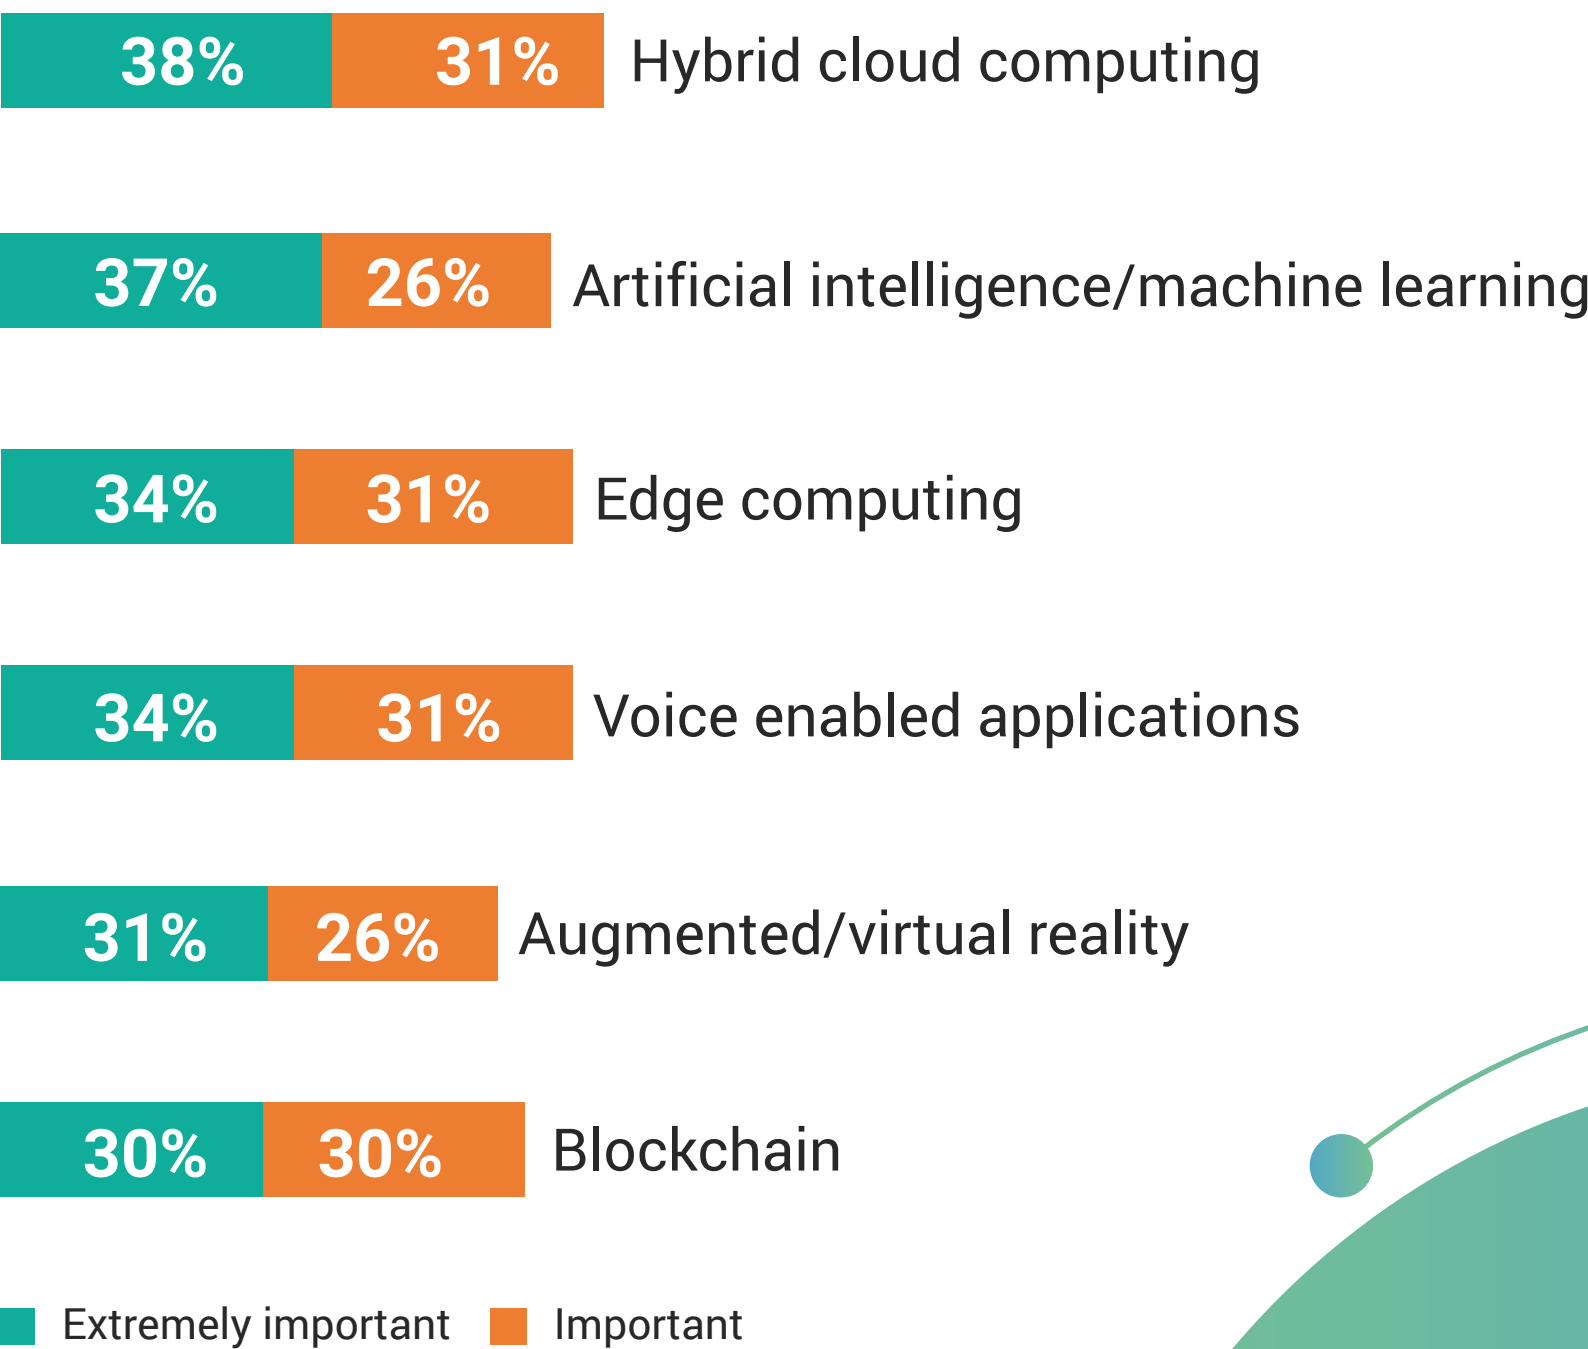 38% 31% Hybrid cloud computing
37% 26% Artificial intelligence/machine learning
34% 31% Edge computing
34% 31% Voice enabled applications
31% 26% Augmented/virtual reality
30% 30% Blockchain
Extremely important Important